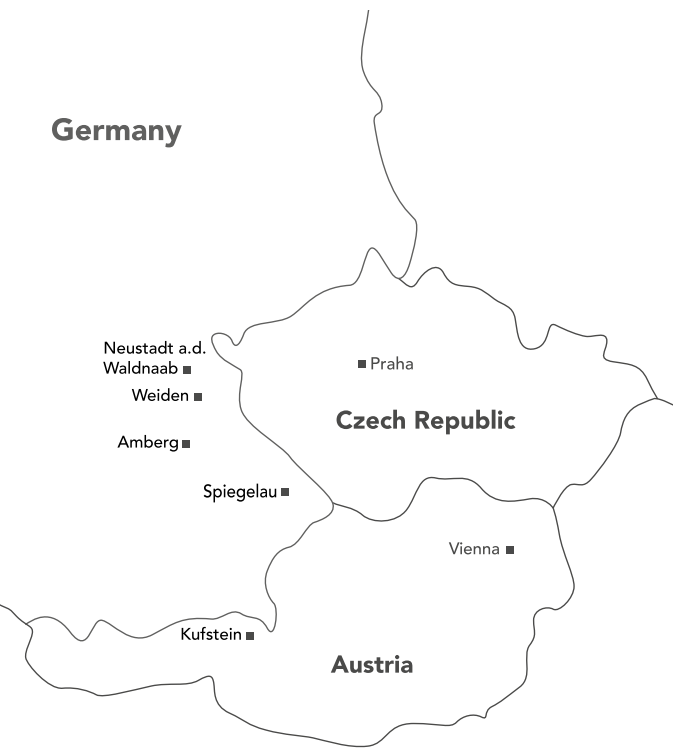 Germany
Neustadt a.d.
Waldnaab
Praha
Weiden
Czech Republic
Amberg
Spiegelau
Vienna
Kufstein
Austria